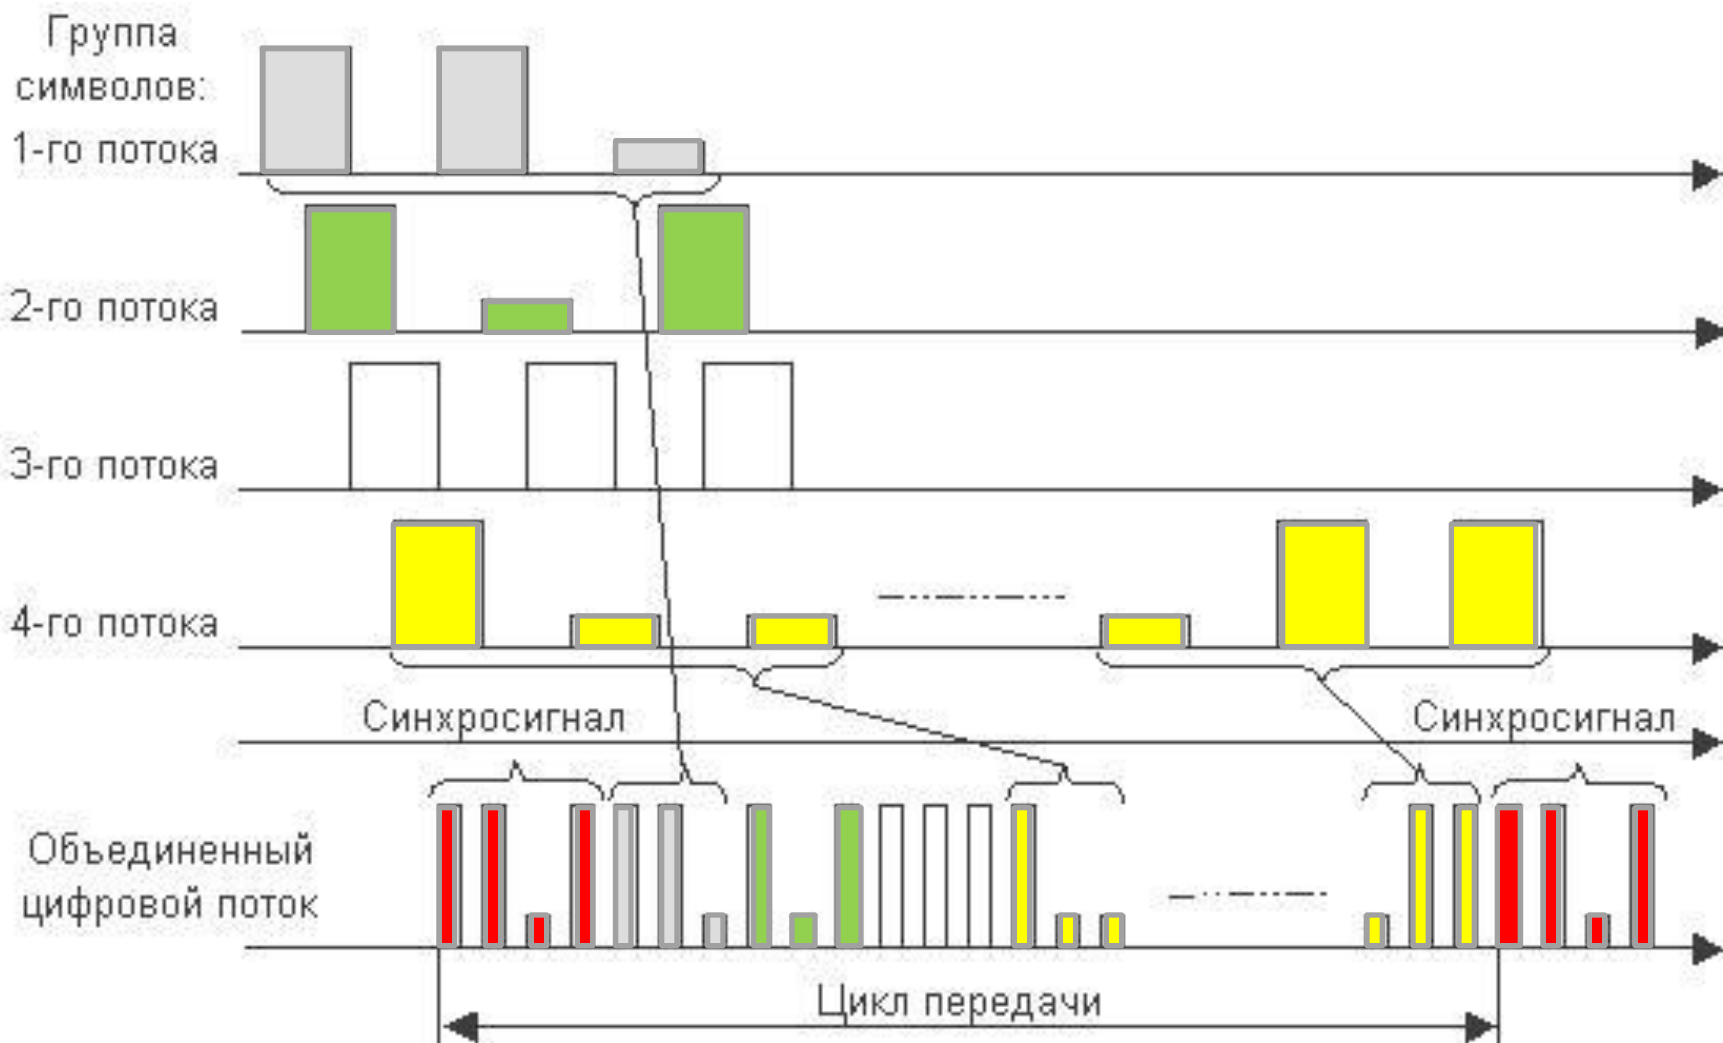 Группа
символов:
1-го потока
2-го потока
3-го потока
4-го потока
Синхросигнал
Синхросигнал
Объединенный
цифровой поток
Цикл передачи